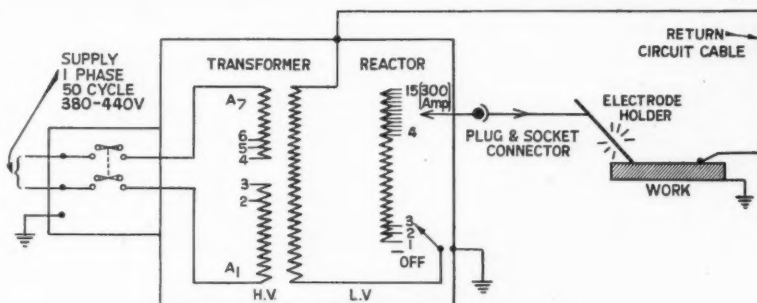 SUPPLY
1 PHASE
50 CYCLE
380-440V
TRANSFORMER
A7
6
5
4
3
2
A1
H.V.
L.V
REACTOR
15 (300
Amp)
4
3
2
1
OFF
PLUG & SOCKET
CONNECTOR
RETURN
CIRCUIT CABLE
ELECTRODE
HOLDER
WORK